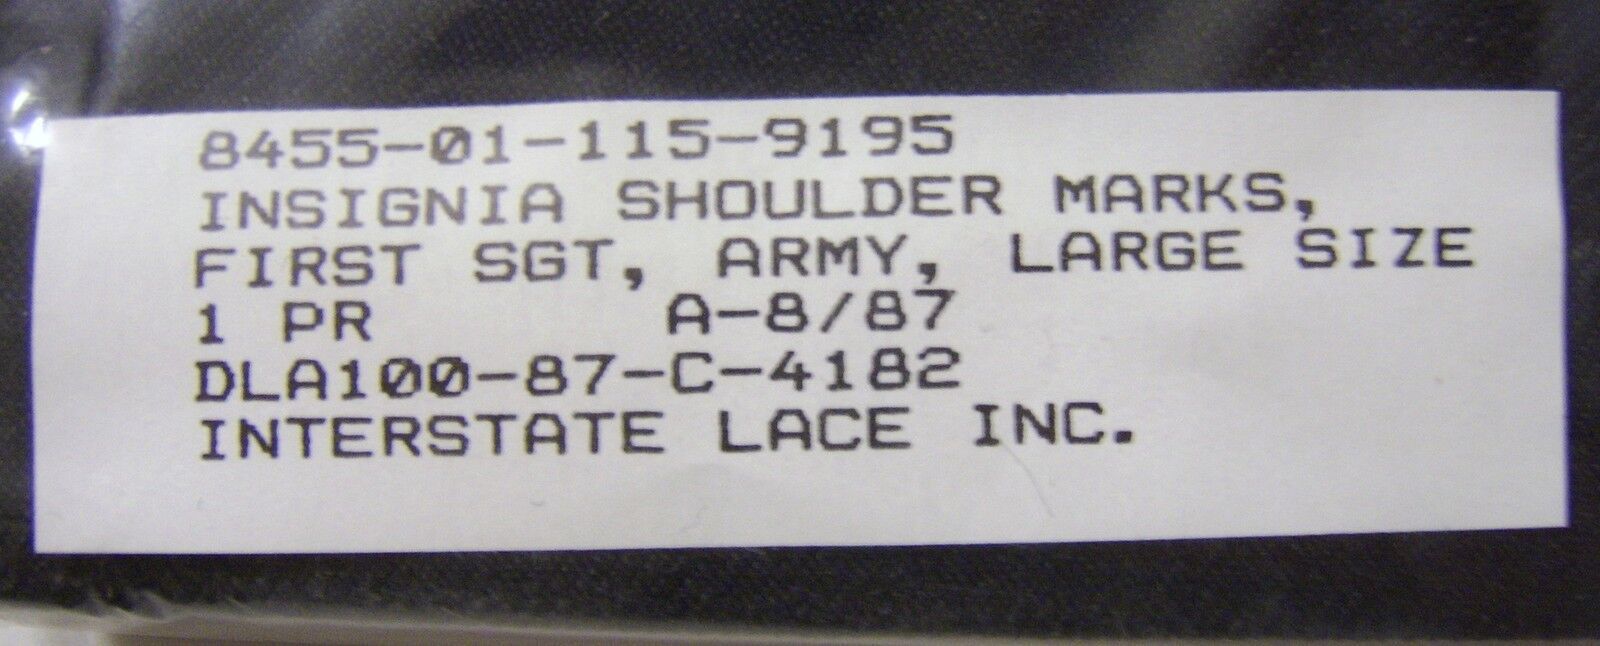 8455-01-115-9195
INSIGNIA SHOULDER MARKS,
FIRST SGT, ARMY, LARGE SIZE
1 PR A-8/87
DLA100-87-C-4182
INTERSTATE LACE INC.